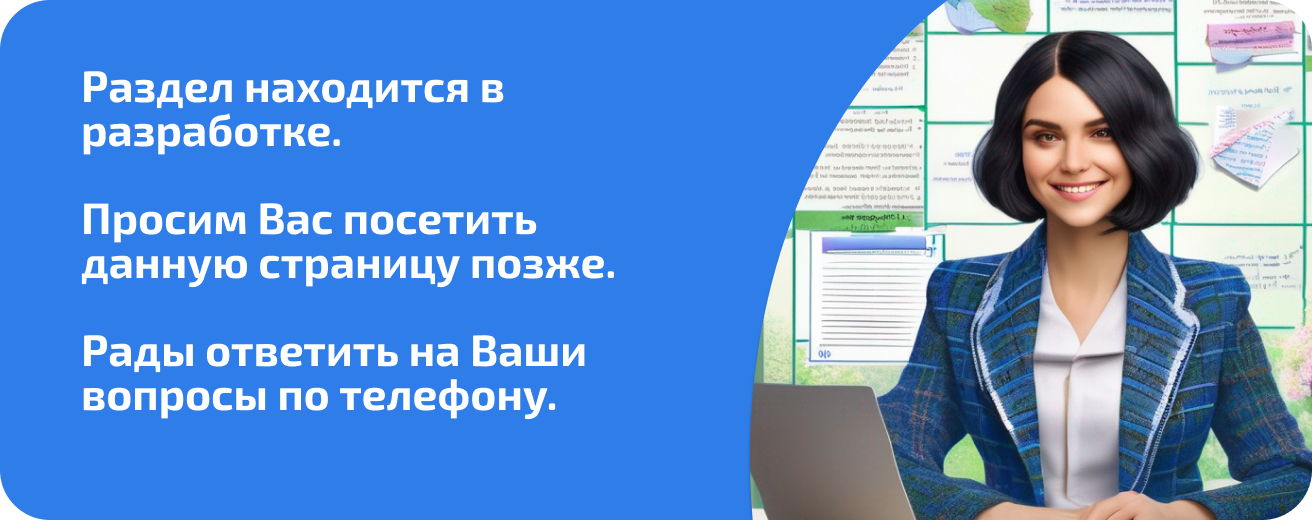 Раздел находится в
разработке.
Просим Вас посетить
данную страницу позже.
Рады ответить на Ваши
вопросы по телефону.